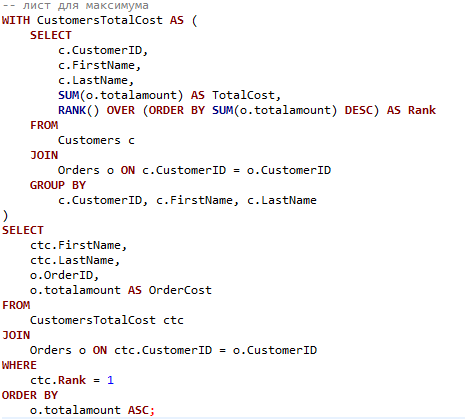 -- лист для максимума
WITH CustomersTotalCost AS (
    SELECT
        c.CustomerID,
        c.FirstName,
        c.LastName,
        SUM(o.totalamount) AS TotalCost,
        RANK() OVER (ORDER BY SUM(o.totalamount) DESC) AS Rank
    FROM
        Customers c
    JOIN
        Orders o ON c.CustomerID = o.CustomerID
    GROUP BY
        c.CustomerID, c.FirstName, c.LastName
)
SELECT
    ctc.FirstName,
    ctc.LastName,
    o.OrderID,
    o.totalamount AS OrderCost
FROM
    CustomersTotalCost ctc
JOIN
    Orders o ON ctc.CustomerID = o.CustomerID
WHERE
    ctc.Rank = 1
ORDER BY
    o.totalamount ASC;